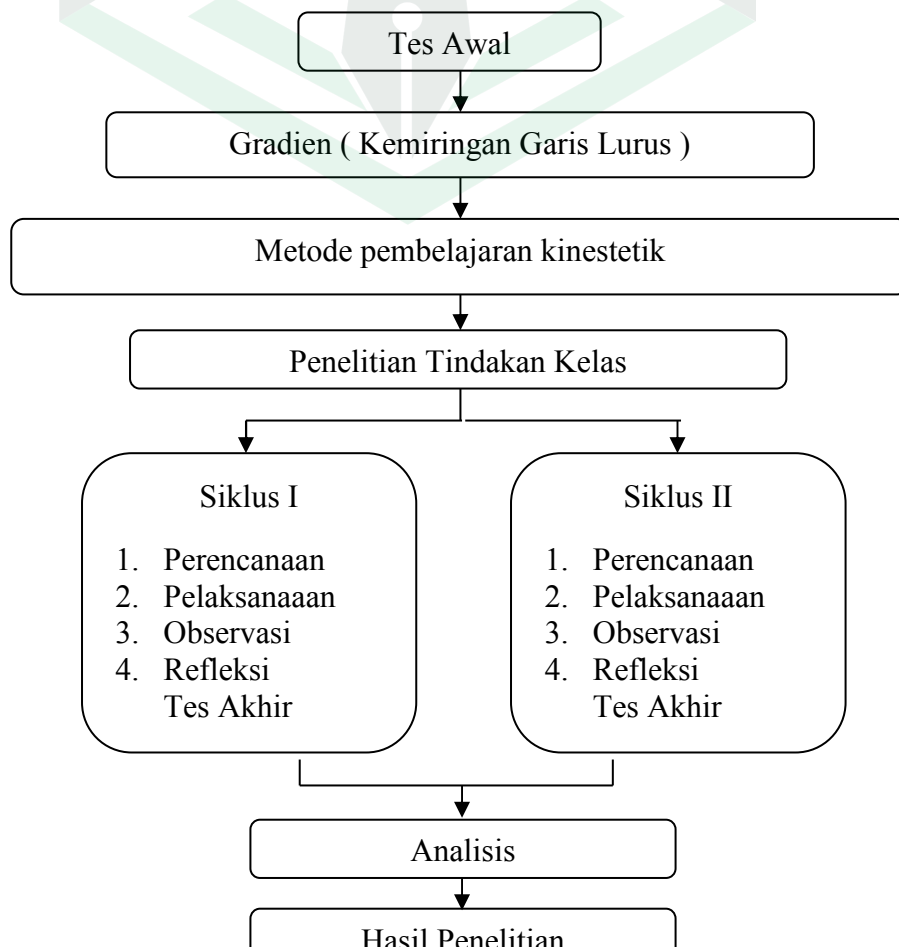 Tes Awal
Gradien ( Kemiringan Garis Lurus )
Metode pembelajaran kinestetik
Penelitian Tindakan Kelas
Siklus I
1. Perencanaan
2. Pelaksanaaan
3. Observasi
4. Refleksi
Tes Akhir
Siklus II
1. Perencanaan
2. Pelaksanaaan
3. Observasi
4. Refleksi
Tes Akhir
Analisis
Hasil Penelitian